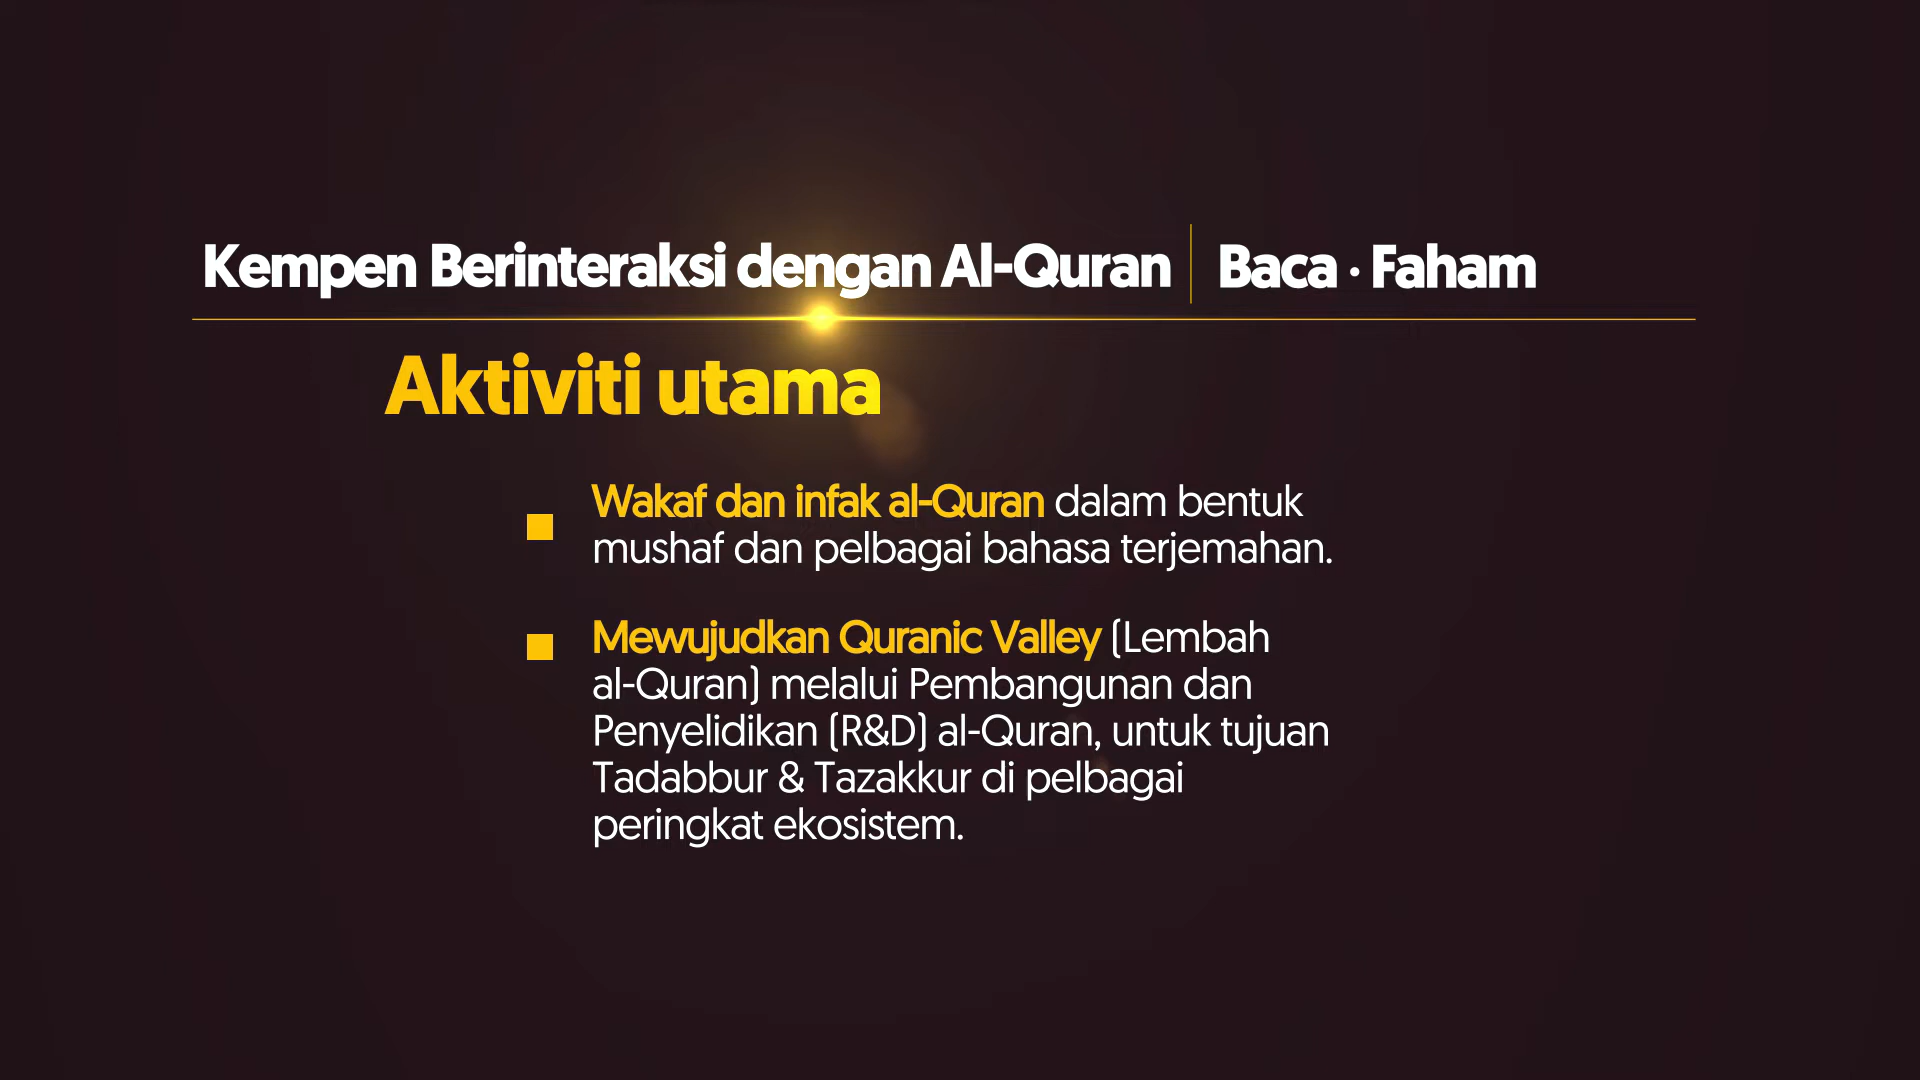 Kempen Berinteraksi dengan Al-Quran Baca · Faham
Aktiviti utama
Wakaf dan infak al-Quran dalam bentuk
mushaf dan pelbagai bahasa terjemahan.
Mewujudkan Quranic Valley (Lembah
al-Quran) melalui Pembangunan dan
Penyelidikan (R&D) al-Quran, untuk tujuan
Tadabbur & Tazakkur di pelbagai
peringkat ekosistem.